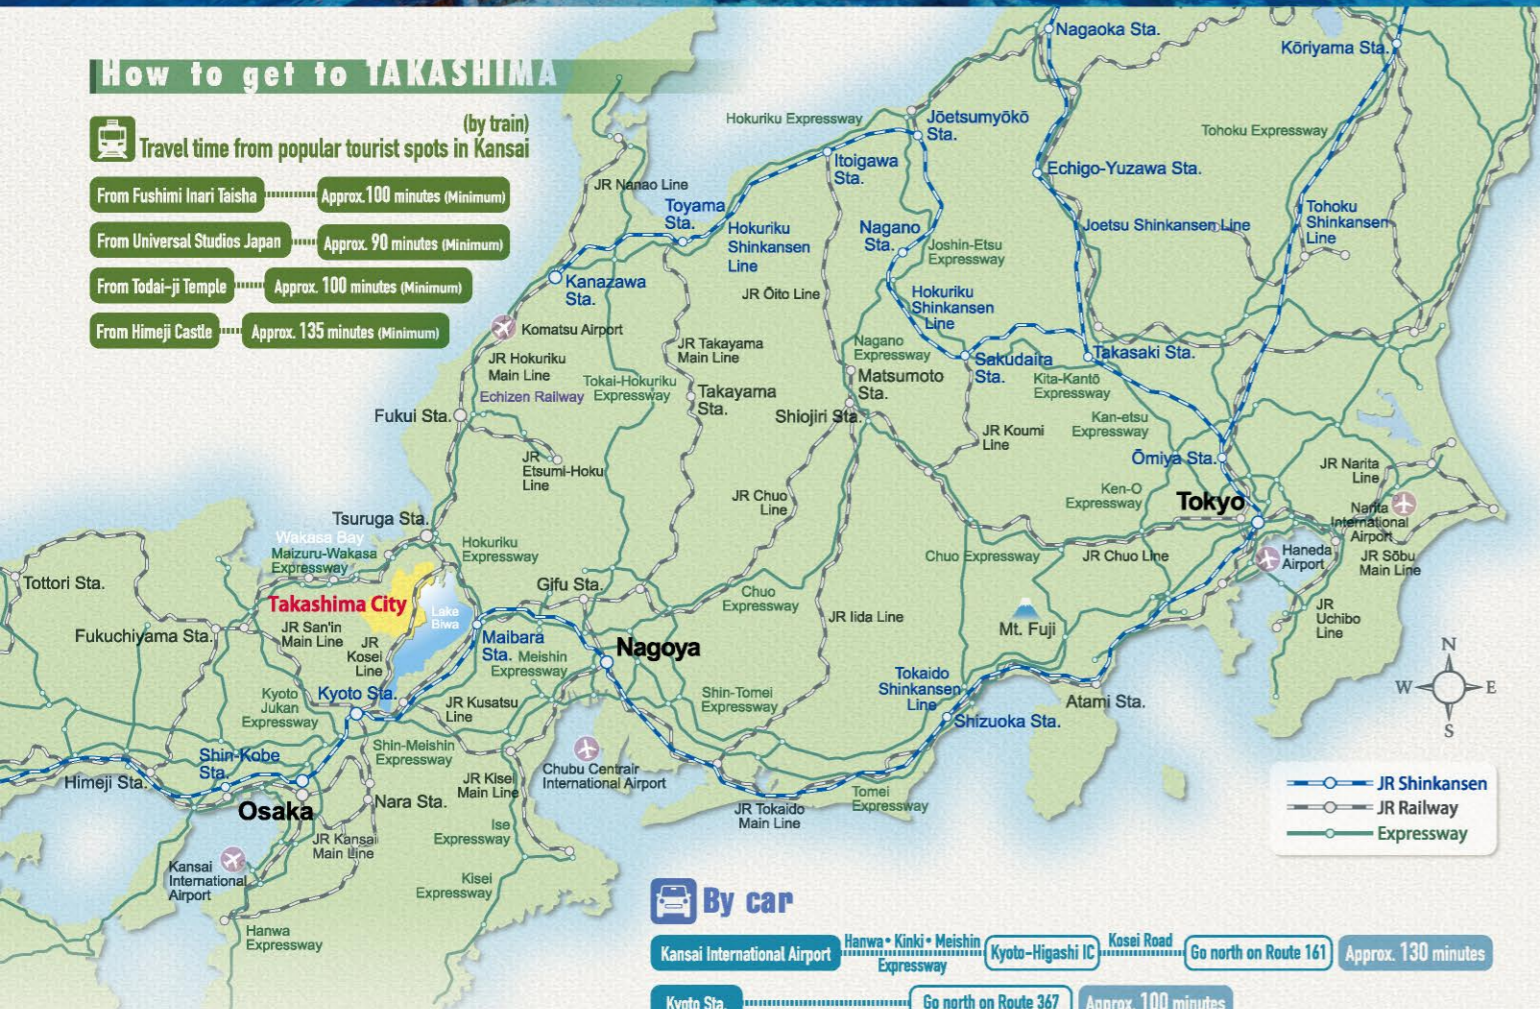 How to get to TAKASHIMA
(by train)
Travel time from popular tourist spots in Kansai
From Fushimi Inari Taisha
Approx.100 minutes (Minimum)
From Universal Studios Japan
Approx. 90 minutes (Minimum)
From Todai-ji Temple
Approx. 100 minutes (Minimum)
From Himeji Castle
Approx. 135 minutes (Minimum)
Nagaoka Sta.
Kōriyama Sta.
Hokuriku Expressway
Jōetsumyōkō
Sta.
Tohoku Expressway
Itoigawa
Sta.
Echigo-Yuzawa Sta.
JR Nanao Line
Toyama
Sta.
Hokuriku
Shinkansen
Line
Nagano
Sta.
Joshin-Etsu
Expressway
Joetsu Shinkansen Line
Tohoku
Shinkansen
Line
Kanazawa
Sta.
JR Ōito Line
Hokuriku
Shinkansen
Line
Komatsu Airport
JR Hokuriku
Main Line
JR Takayama
Main Line
Nagano
Expressway
Sakudaira
Sta.
Takasaki Sta.
Echizen Railway
Tokai-Hokuriku
Expressway
Takayama
Sta.
Matsumoto
Sta.
Kita-Kantō
Expressway
Fukui Sta.
Shiojiri Sta.
JR Koumi
Line
Kan-etsu
Expressway
JR
Etsumi-Hoku
Line
Ōmiya Sta.
JR Narita
Line
JR Chuo
Line
Ken-O
Expressway
Tokyo
Narita
International
Airport
Tsuruga Sta.
Wakasa Bay
Maizuru-Wakasa
Expressway
Hokuriku
Expressway
Chuo Expressway
JR Chuo Line
Haneda
Airport
JR Sōbu
Main Line
Tottori Sta.
Takashima City
Lake
Biwa
Gifu Sta.
Chuo
Expressway
JR Iida Line
Mt. Fuji
JR
Uchibo
Line
Fukuchiyama Sta.
JR San'in
Main Line
JR
Kosei
Line
Maibara
Sta.
Meishin
Expressway
Nagoya
N
W
E
S
Kyoto
Jukan
Expressway
Kyoto Sta.
JR Kusatsu
Line
Shin-Tomei
Expressway
Tokaido
Shinkansen
Line
Shizuoka Sta.
Atami Sta.
Shin-Kobe
Sta.
Shin-Meishin
Expressway
Himeji Sta.
Osaka
Nara Sta.
JR Kisei
Main Line
Chubu Centrair
International Airport
JR Tokaido
Main Line
Tomei
Expressway
JR Shinkansen
JR Railway
Expressway
JR Kansai
Main Line
Ise
Expressway
Kansai
International
Airport
Kisei
Expressway
Hanwa
Expressway
By car
Kansai International Airport
Hanwa • Kinki • Meishin
Expressway
Kyoto-Higashi IC
Kosei Road
Go north on Route 161
Approx. 130 minutes
Kyoto Sta.
Go north on Route 367
Approx. 100 minutes